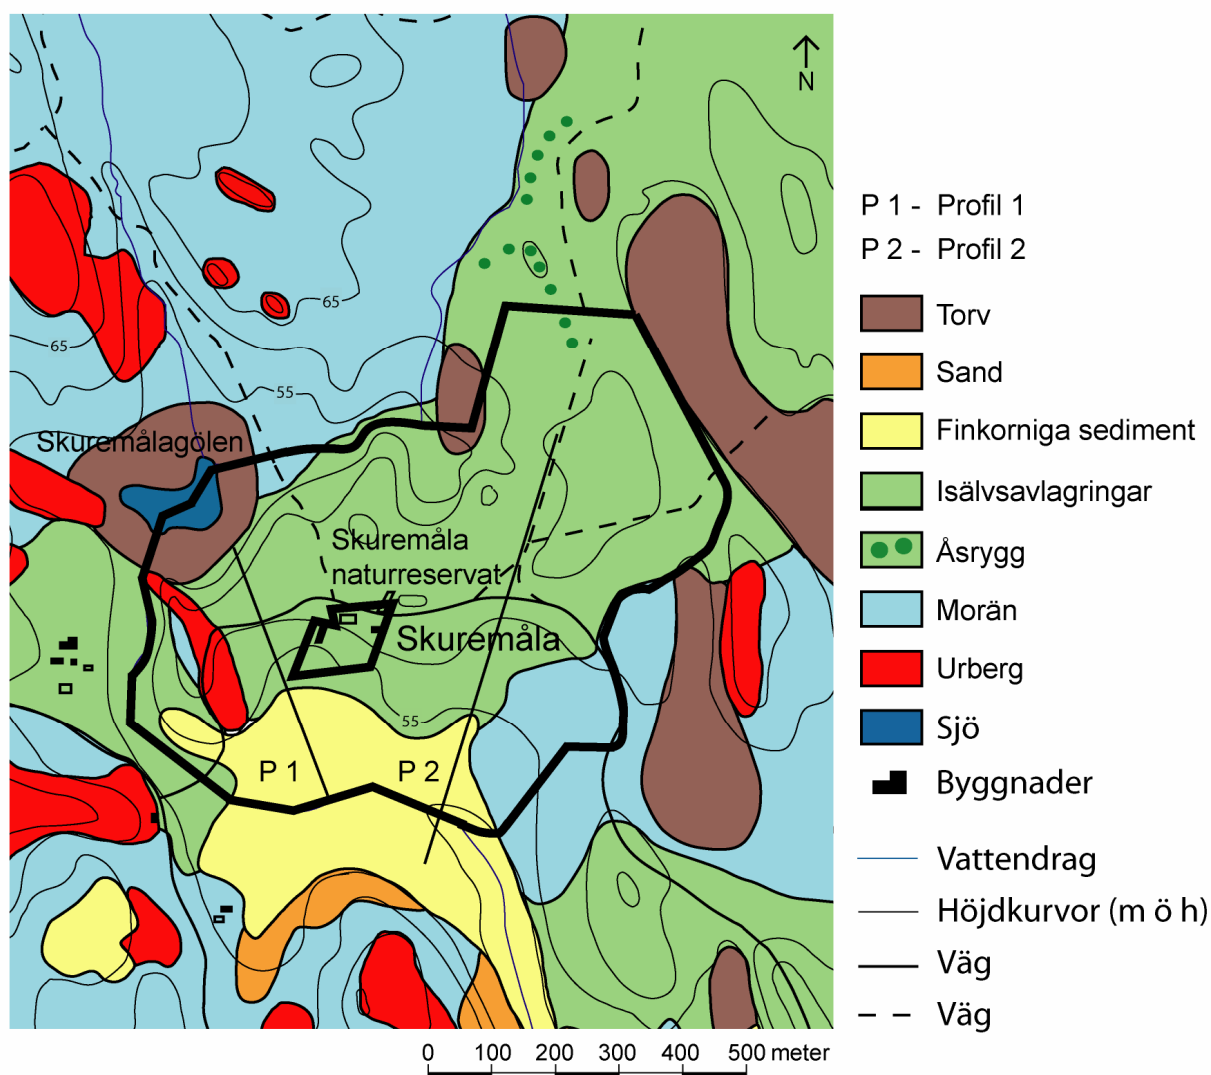 N
65
65
55
Skuremålagölen
Skuremåla
naturreservat
Skuremåla
55
P 1
P 2
P 1 - Profil 1
P 2 - Profil 2
Torv
Sand
Finkorniga sediment
Isälvsavlagringar
Åsrygg
Morän
Urberg
Sjö
Byggnader
Vattendrag
Höjdkurvor (m ö h)
Väg
Väg
0 100 200 300 400 500 meter